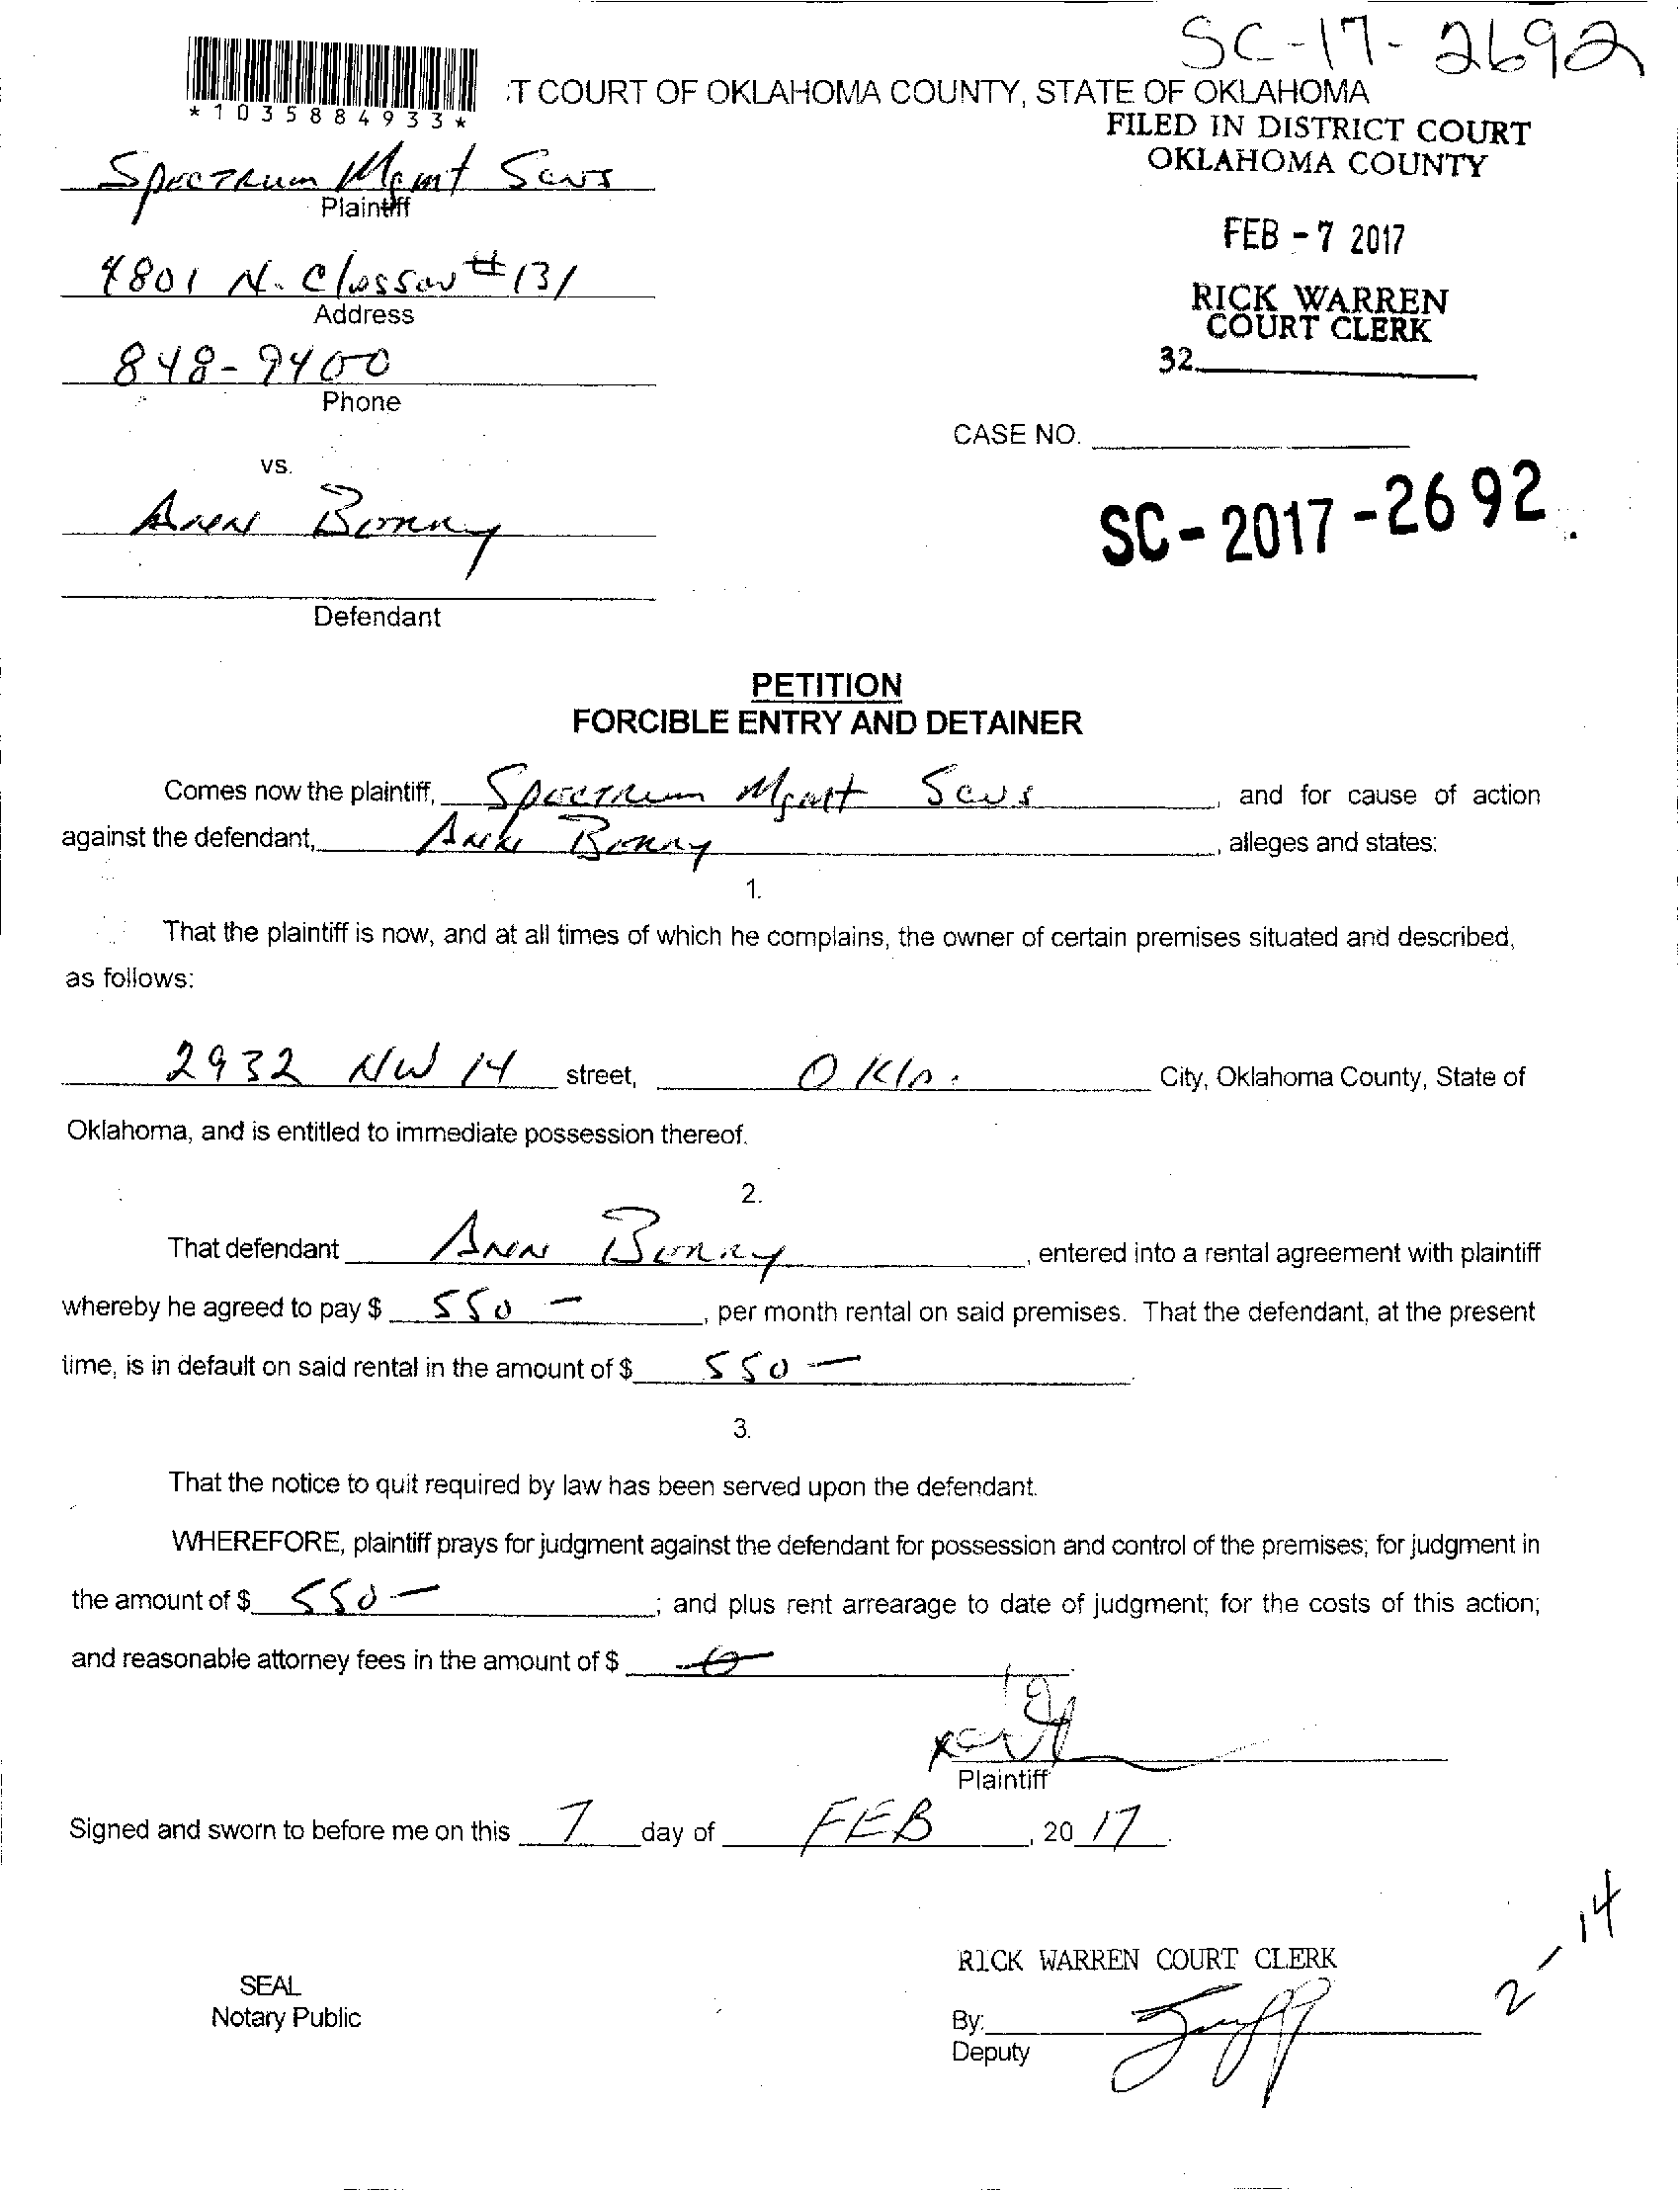 SC-17-2692
*1035884933*
T COURT OF OKLAHOMA COUNTY, STATE OF OKLAHOMA
FILED IN DISTRICT COURT
OKLAHOMA COUNTY
Spectrum Mgmt
Plaintiff
FEB - 7 2017
4801 N. Classen #131
Address
RICK WARREN
COURT CLERK
848-9400
32
Phone
CASE NO.
vs.
SC - 2017 - 2692
Defendant
PETITION
FORCIBLE ENTRY AND DETAINER
Comes now the plaintiff, Spectrum Mgmt , and for cause of action
against the defendant, , alleges and states:
1.
That the plaintiff is now, and at all times of which he complains, the owner of certain premises situated and described,
as follows:
2932 NW 14 street, Okla. City, Oklahoma County, State of
Oklahoma, and is entitled to immediate possession thereof.
2.
That defendant , entered into a rental agreement with plaintiff
whereby he agreed to pay $ 550 - , per month rental on said premises. That the defendant, at the present
time, is in default on said rental in the amount of $ 550 - .
3.
That the notice to quit required by law has been served upon the defendant.
WHEREFORE, plaintiff prays for judgment against the defendant for possession and control of the premises; for judgment in
the amount of $ 550 - ; and plus rent arrearage to date of judgment; for the costs of this action;
and reasonable attorney fees in the amount of $
Plaintiff
Signed and sworn to before me on this 7 day of FEB , 20 17 .
2-14
RICK WARREN COURT CLERK
SEAL
Notary Public
By:
Deputy